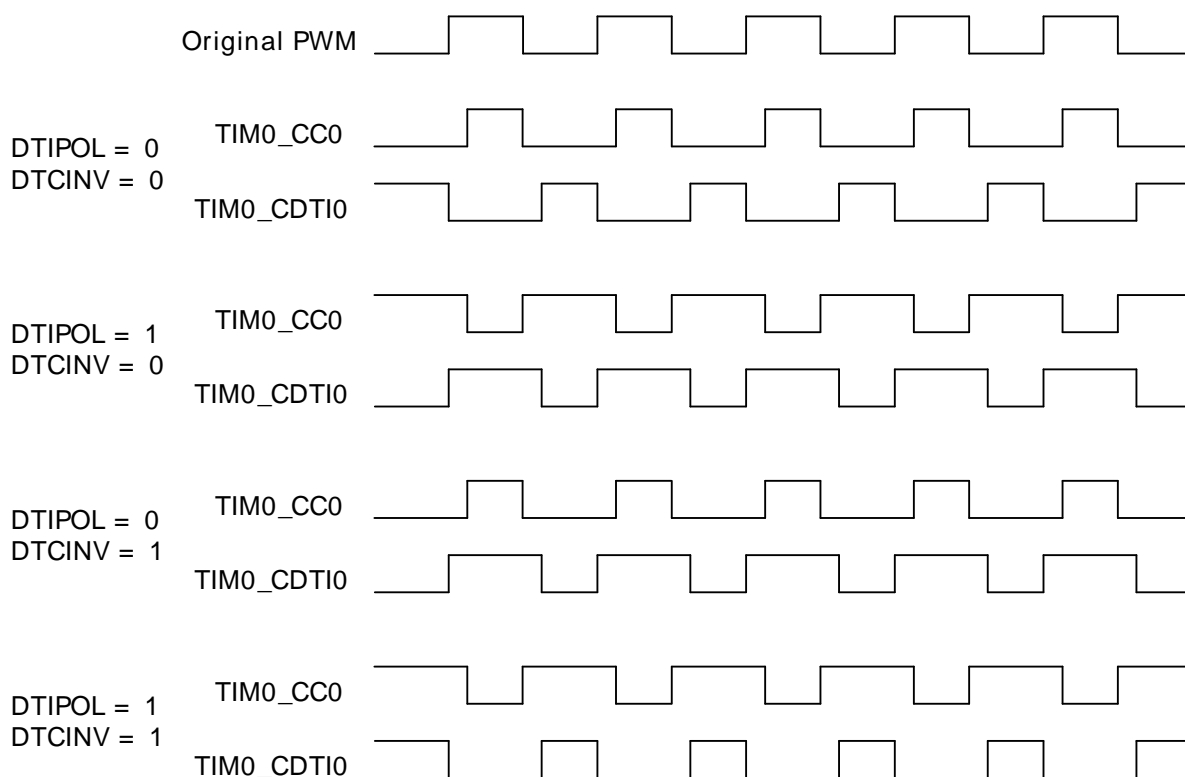 Original PWM
TIM0_CC0
DTIPOL = 0
DTCINV = 0
TIM0_CDTI0
TIM0_CC0
DTIPOL = 1
DTCINV = 0
TIM0_CDTI0
TIM0_CC0
DTIPOL = 0
DTCINV = 1
TIM0_CDTI0
TIM0_CC0
DTIPOL = 1
DTCINV = 1
TIM0_CDTI0